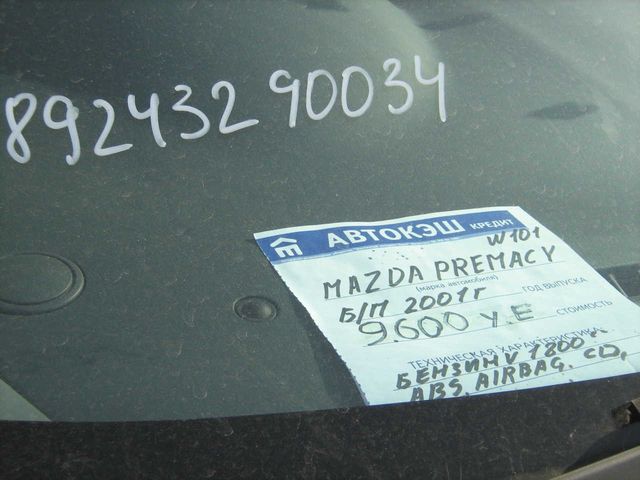 89243290034
АВТОКЭШ КРЕДИТ
W101
MAZDA PREMACY
(марка автомобиля)
Б/П 2001г ГОД ВЫПУСКА
9.600 У.Е СТОИМОСТЬ
ТЕХНИЧЕСКАЯ ХАРАКТЕРИСТИКА
БЕНЗИН V 1800
ABS, AIRBAG, CD,